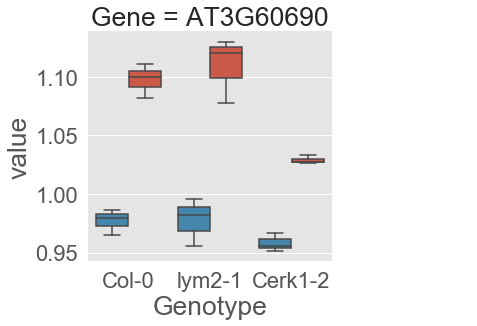 Gene = AT3G60690
value
1.10
1.05
1.00
0.95
Col-0 lym2-1 Cerk1-2
Genotype